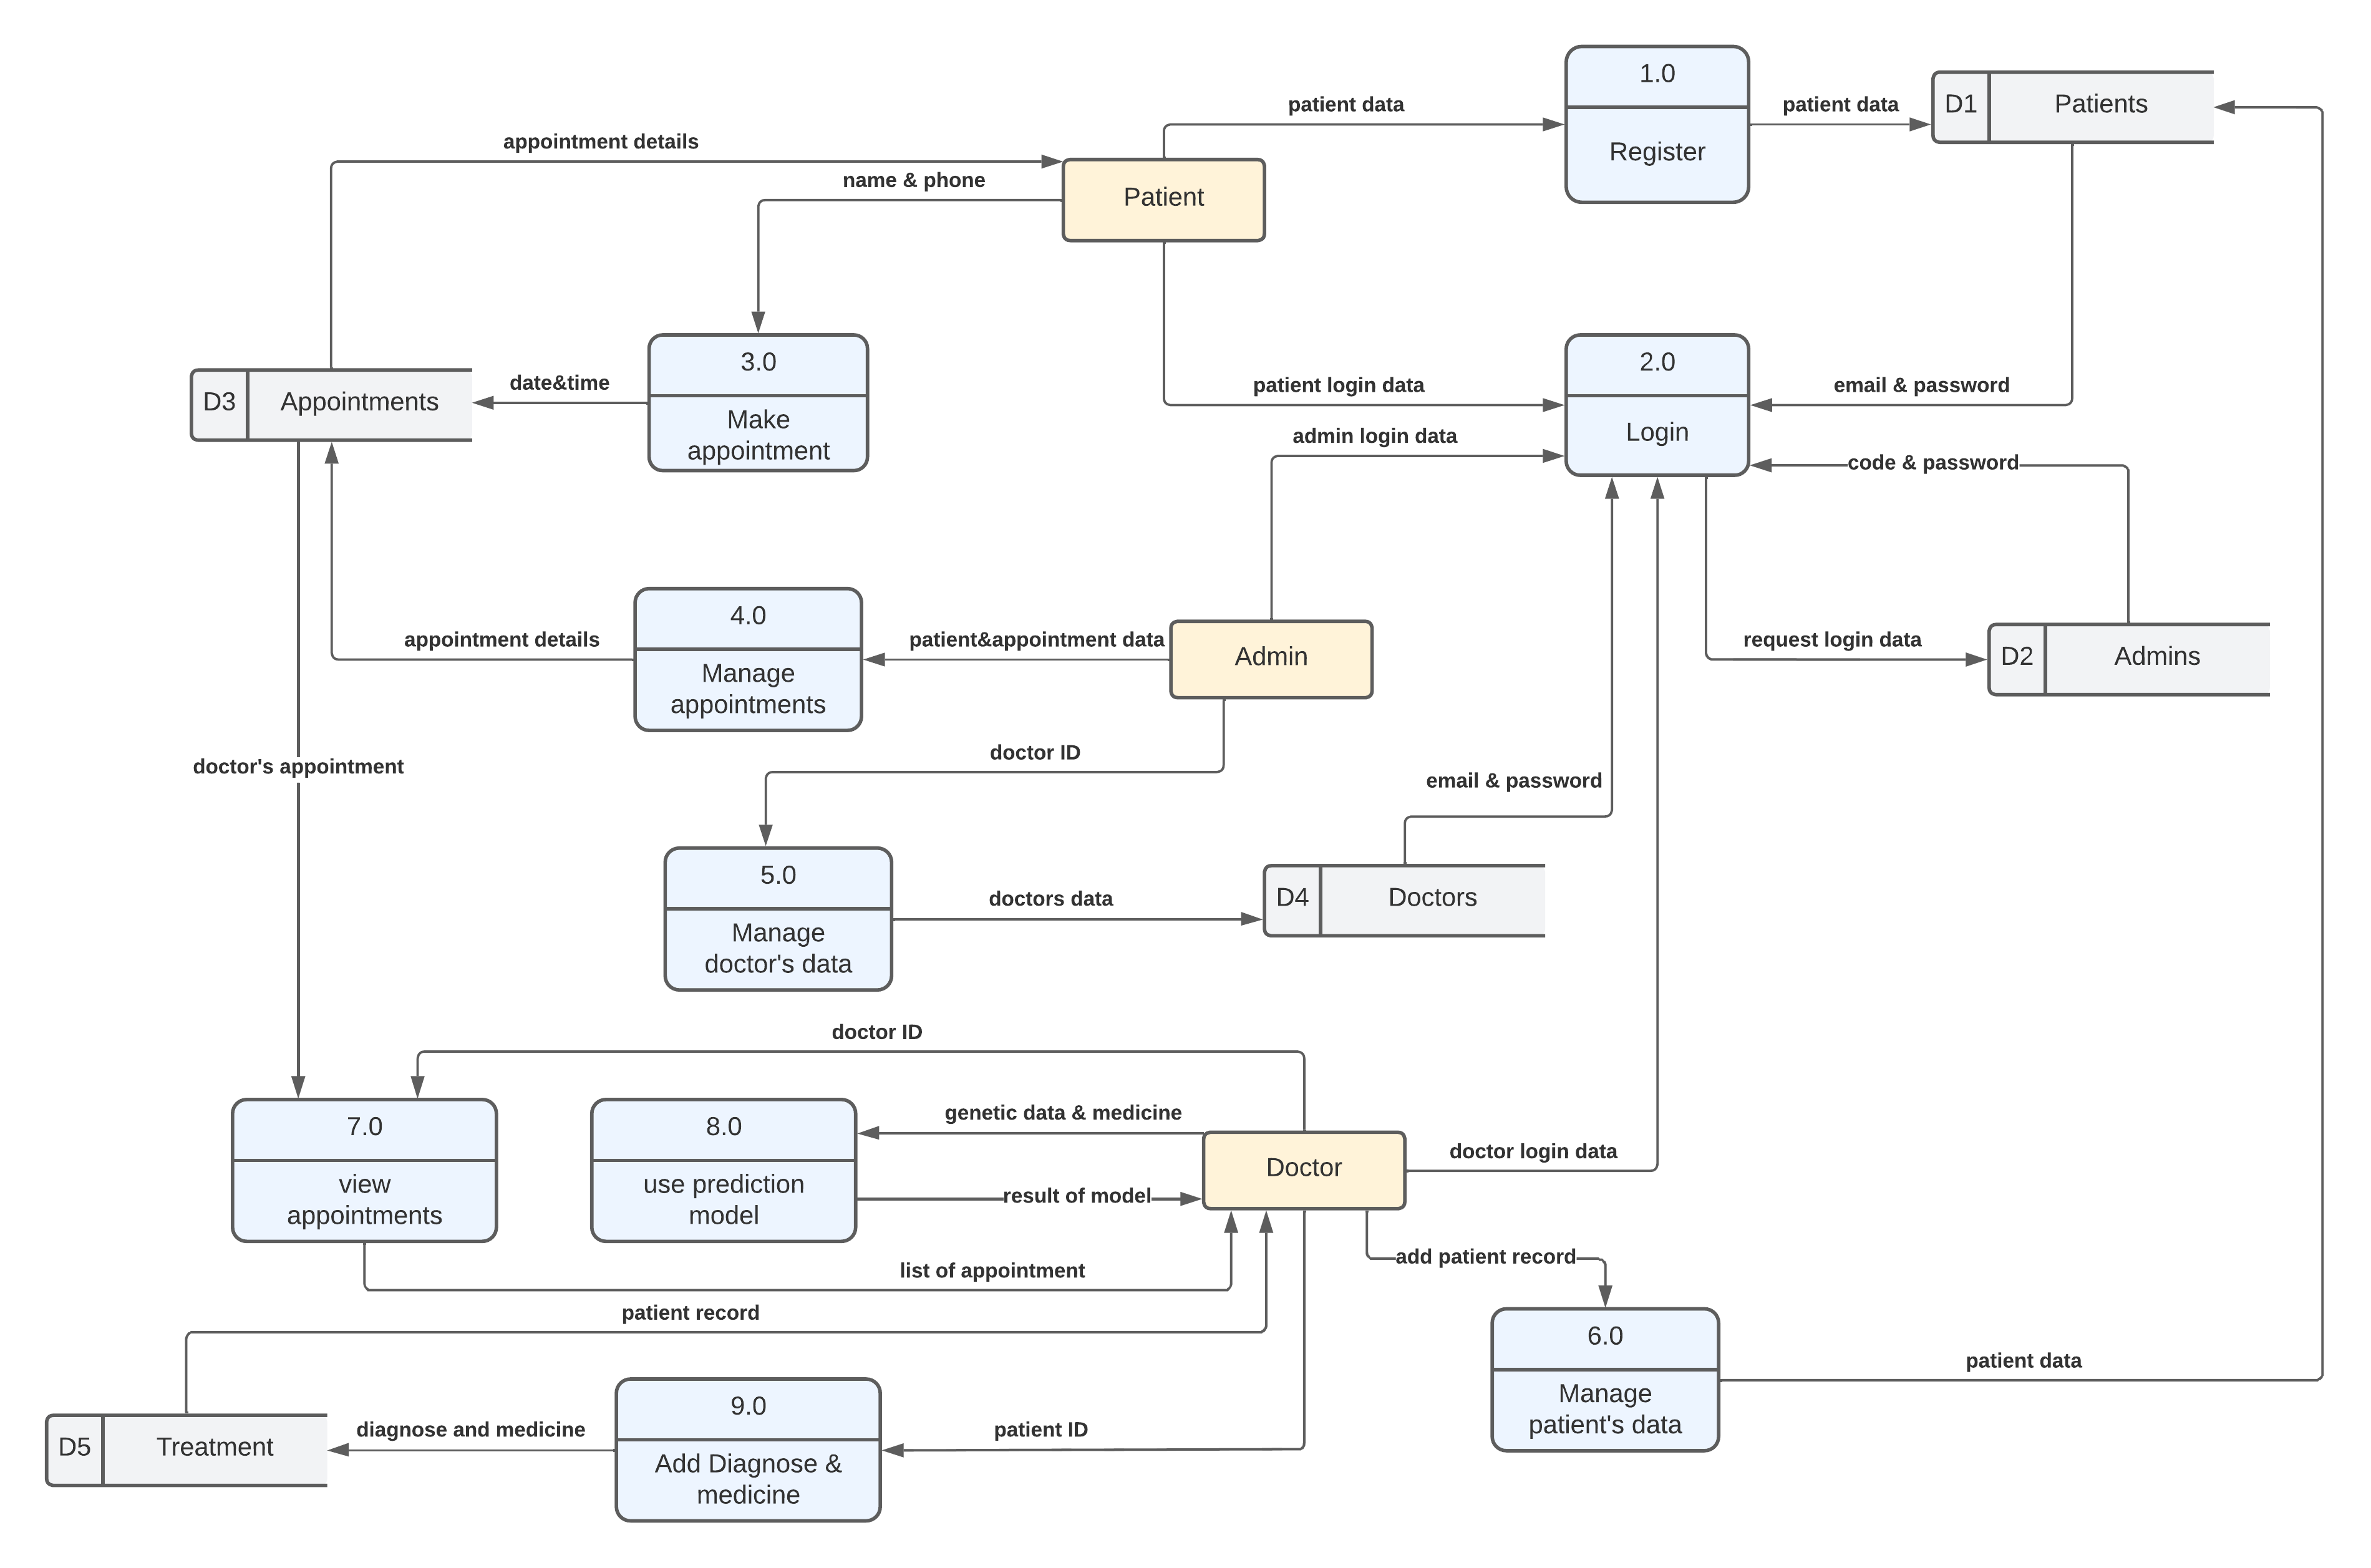 1.0
patient data
patient data
D1
Patients
appointment details
Register
name & phone
Patient
3.0
2.0
date&time
patient login data
email & password
D3
Appointments
Make
appointment
Login
admin login data
code & password
4.0
appointment details
patient&appointment data
request login data
Admin
D2
Admins
Manage
appointments
doctor ID
doctor's appointment
email & password
5.0
doctors data
D4
Doctors
Manage
doctor's data
doctor ID
7.0
8.0
genetic data & medicine
doctor login data
Doctor
view
appointments
use prediction
model
result of model
add patient record
list of appointment
patient record
6.0
patient data
9.0
Manage
patient's data
diagnose and medicine
patient ID
D5
Treatment
Add Diagnose &
medicine